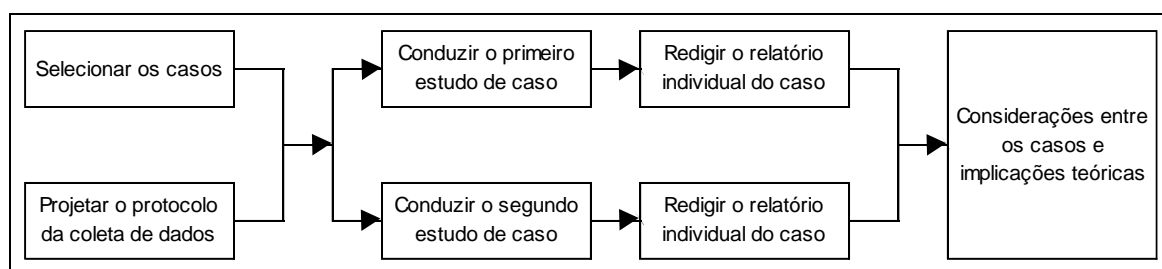 Selecionar os casos
Projetar o protocolo
da coleta de dados
Conduzir o primeiro
estudo de caso
Redigir o relatório
individual do caso
Conduzir o segundo
estudo de caso
Redigir o relatório
individual do caso
Considerações entre
os casos e
implicações teóricas